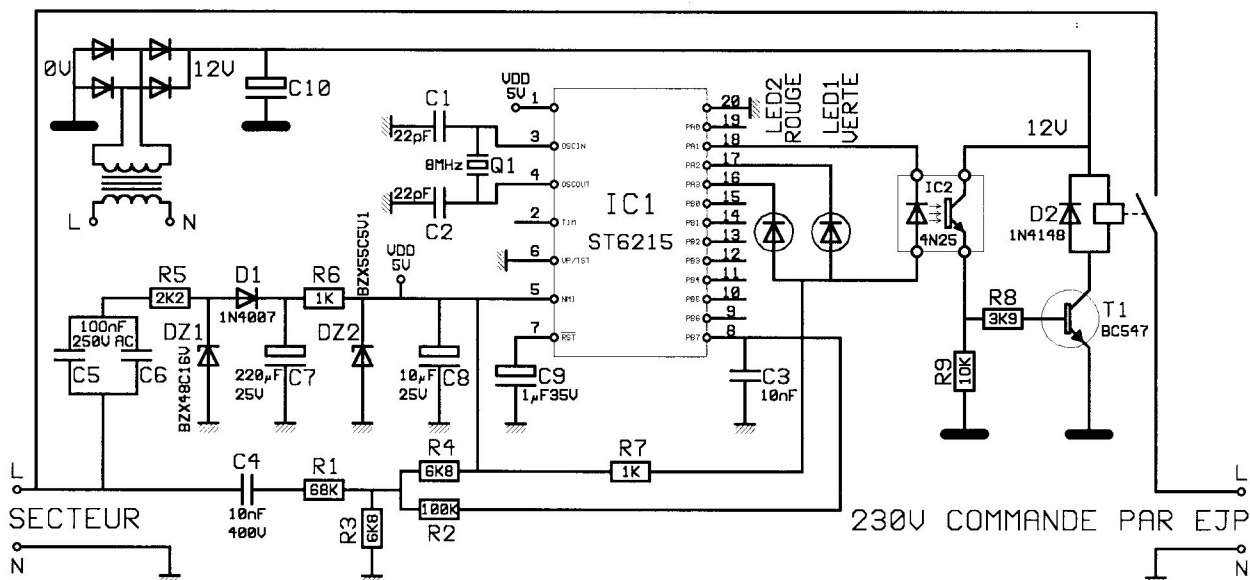 0V
12V
C10
L
N
VDD
5V
C1
22pF
8MHz
Q1
22pF
C2
1
3
4
2
6
5
7
OSCIN
OSCOUT
TIM
VP/TST
NMI
RST
IC1
ST6215
20
19
18
17
16
15
14
13
12
11
10
9
8
PA0
PA1
PA2
PA3
PB0
PB1
PB2
PB3
PB4
PB5
PB6
PB7
LED2
ROUGE
LED1
VERTE
12V
IC2
4N25
D2
1N4148
R8
3K9
T1
BC547
R9
10K
R5
2K2
D1
1N4007
R6
1K
BZX55C5V1
VDD
5V
100nF
250V AC
C5
C6
DZ1
BZX48C16V
220µF
25V
C7
DZ2
10µF
25V
C8
C9
1µF35V
C3
10nF
C4
10nF
400V
R1
68K
R3
6K8
R4
6K8
100K
R2
R7
1K
L
SECTEUR
N
L
230V COMMANDE PAR EJP
N